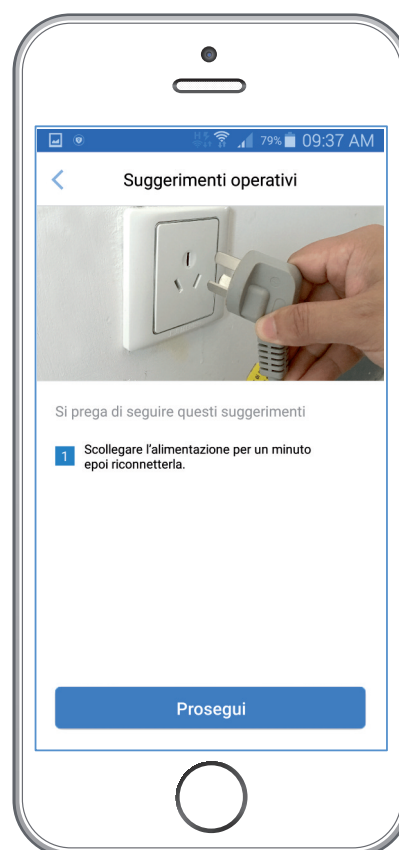 79% 09:37 AM
Suggerimenti operativi
Si prega di seguire questi suggerimenti
1 Scollegare l'alimentazione per un minuto
epoi riconnetterla.
Prosegui